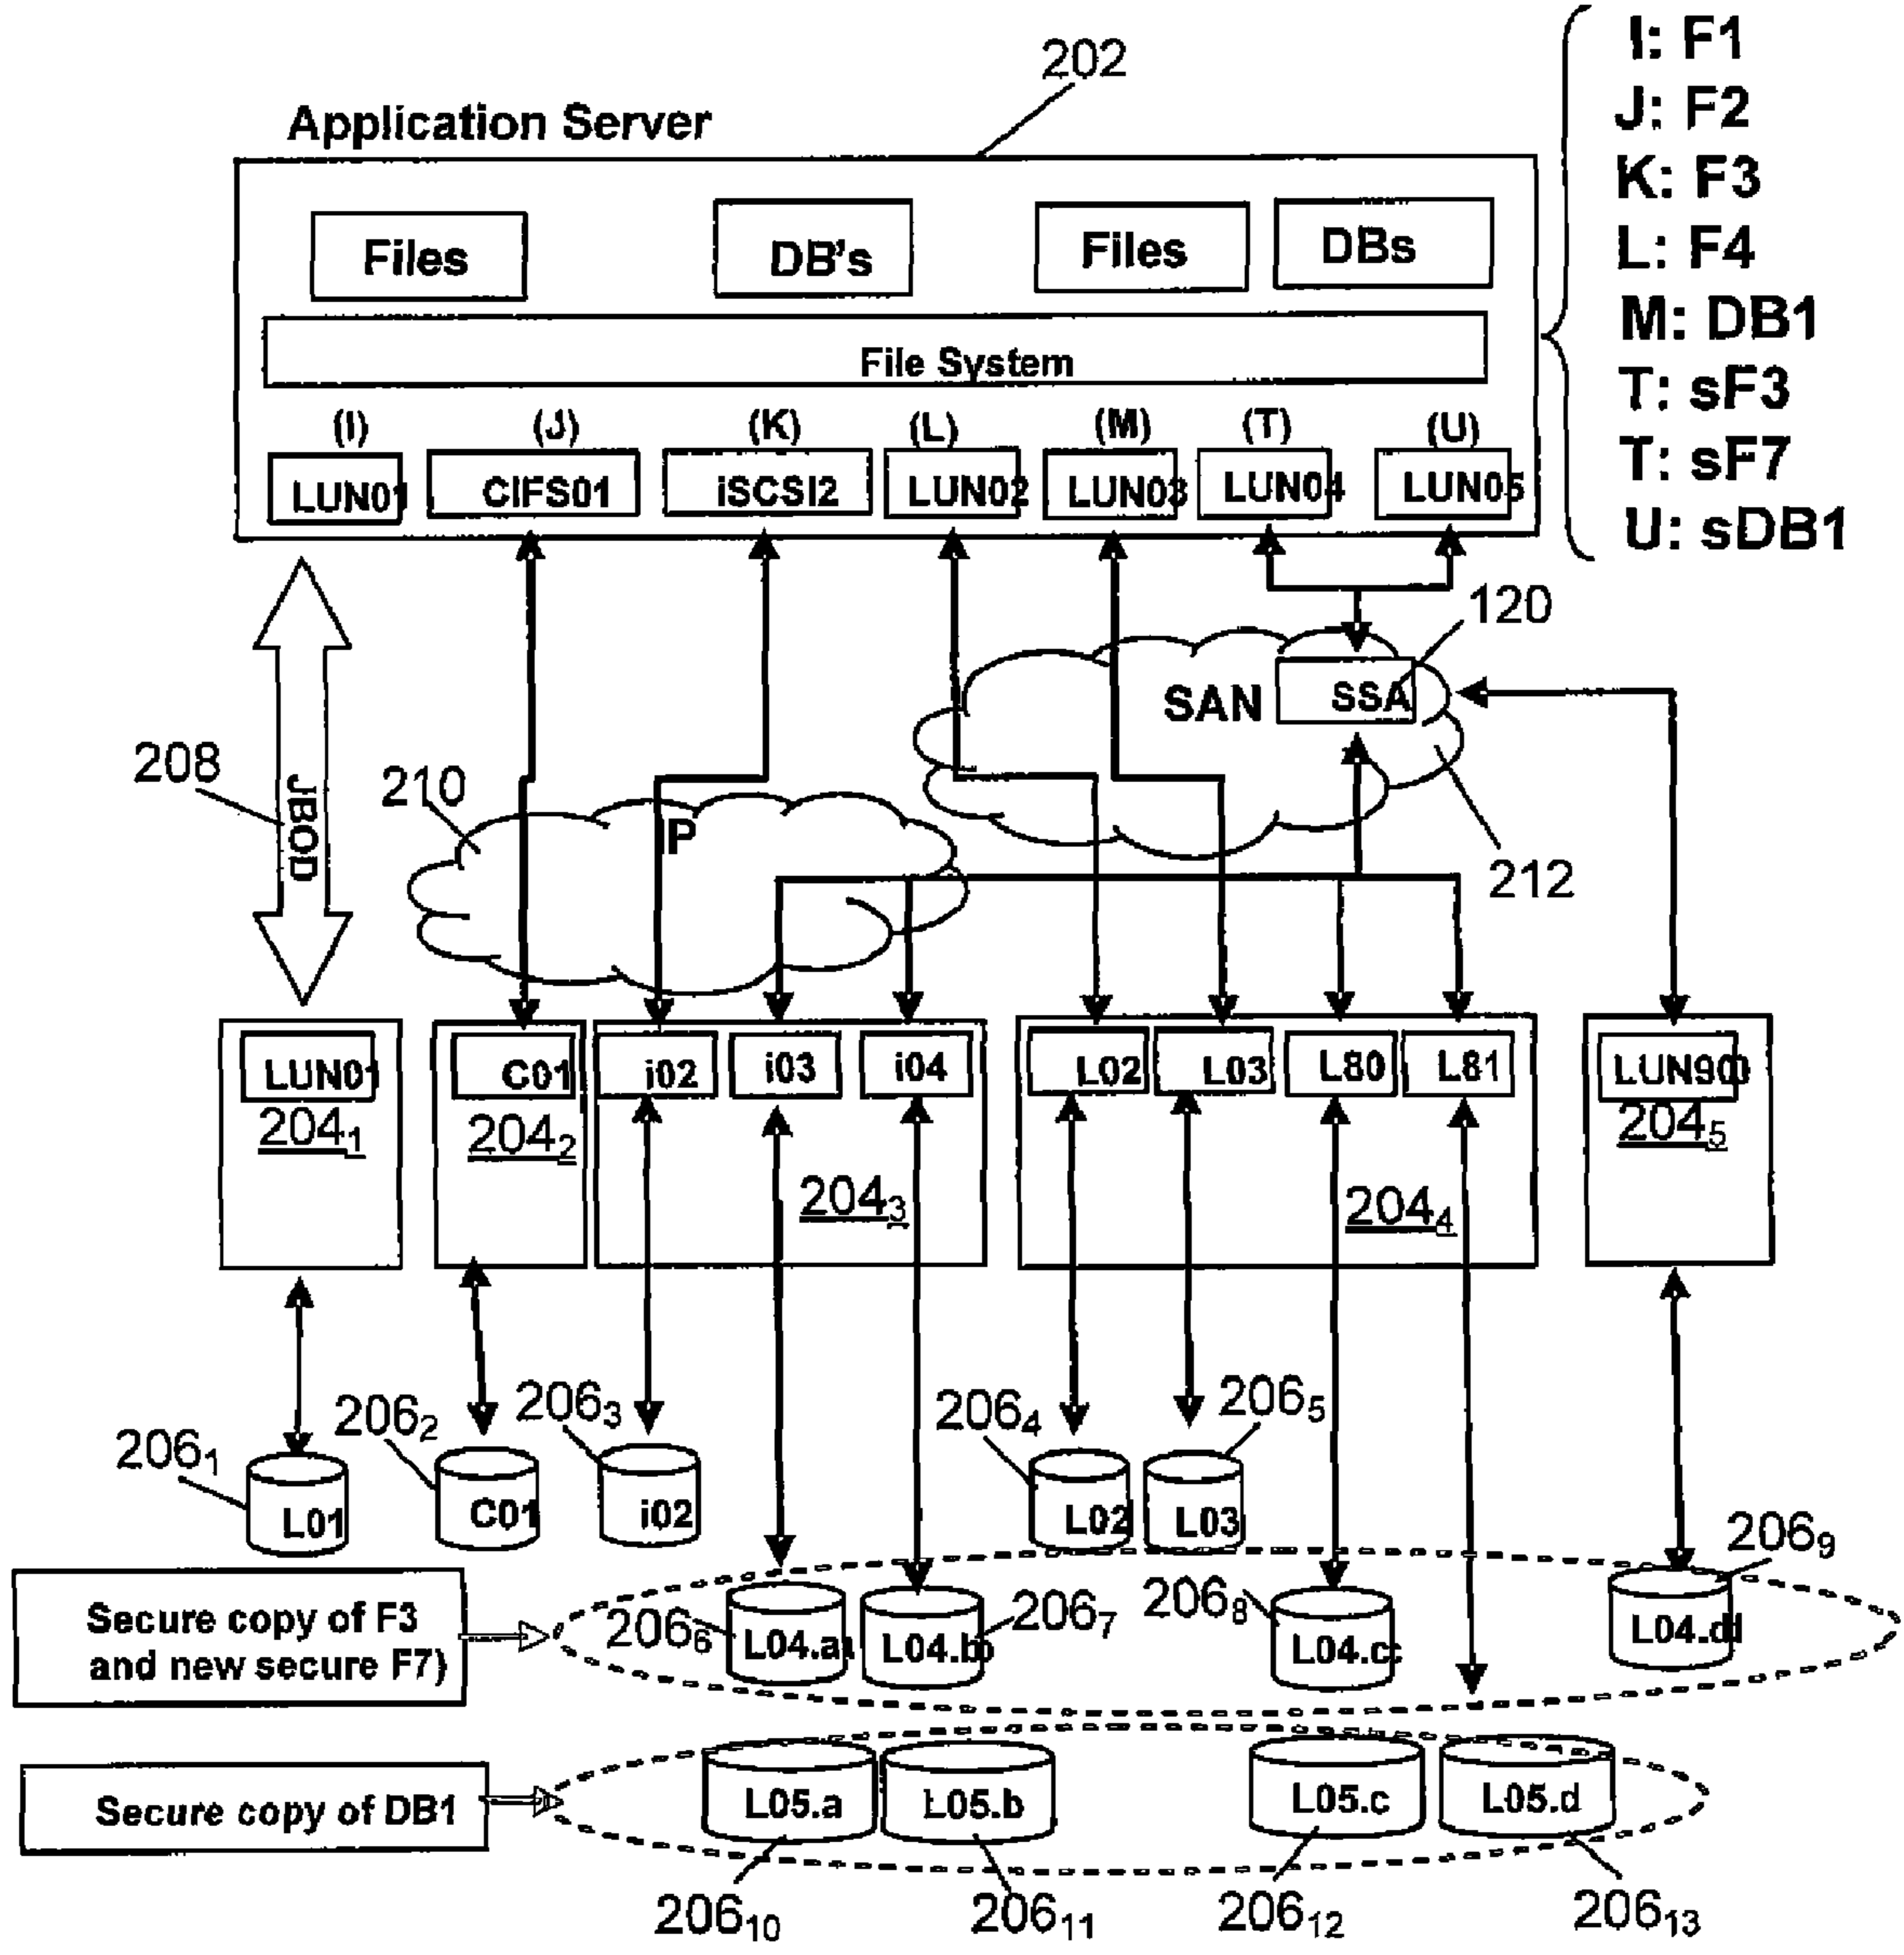 I: F1
J: F2
K: F3
L: F4
M: DB1
T: sF3
T: sF7
U: sDB1
202
Application Server
Files
DB's
Files
DBs
File System
(I)
(J)
(K)
(L)
(M)
(T)
(U)
LUN01
CIFS01
iSCSI2
LUN02
LUN03
LUN04
LUN05
120
SAN
SSA
208
JBOD
210
IP
212
LUN01
C01
i02
i03
i04
L02
L03
L80
L81
LUN90
204₁
204₂
204₃
204₄
204₅
206₁
206₂
206₃
206₄
206₅
L01
C01
i02
L02
L03
206₉
Secure copy of F3
and new secure F7)
206₆
L04.a
L04.b
206₇
206₈
L04.c
L04.d
Secure copy of DB1
L05.a
L05.b
L05.c
L05.d
206₁₀
206₁₁
206₁₂
206₁₃